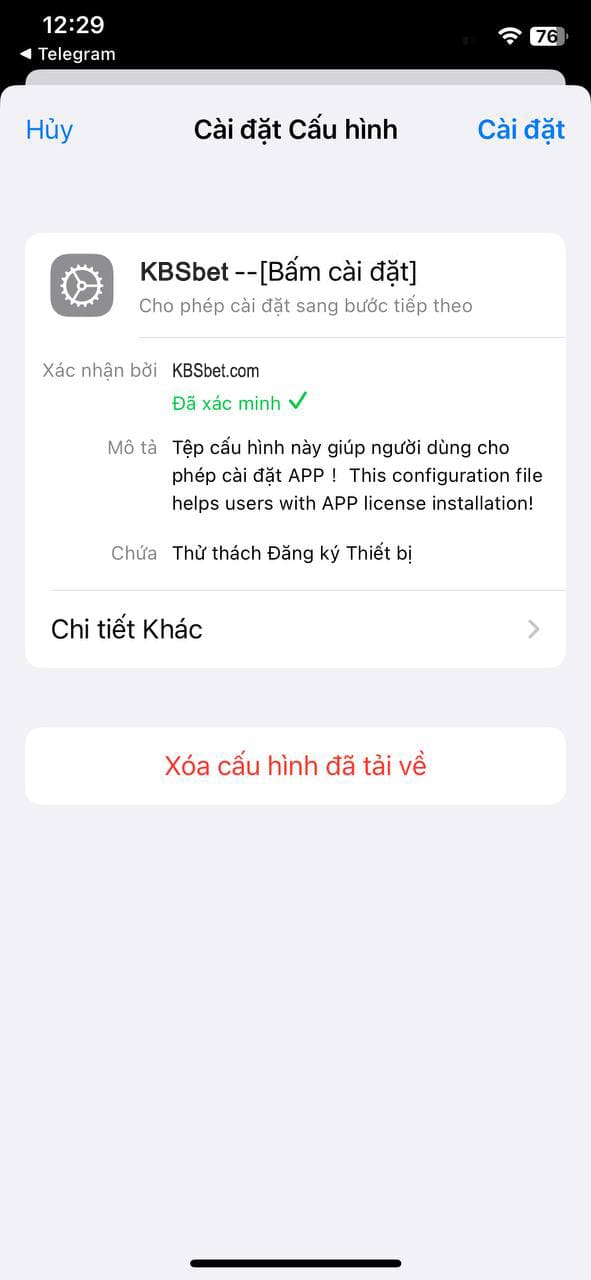 12:29
76
◀ Telegram
Hủy
Cài đặt Cấu hình
Cài đặt
KBSbet --[Bấm cài đặt]
Cho phép cài đặt sang bước tiếp theo
Xác nhận bởi KBSbet.com
Đã xác minh ✓
Mô tả Tệp cấu hình này giúp người dùng cho
phép cài đặt APP！ This configuration file
helps users with APP license installation!
Chứa Thử thách Đăng ký Thiết bị
Chi tiết Khác
Xóa cấu hình đã tải về